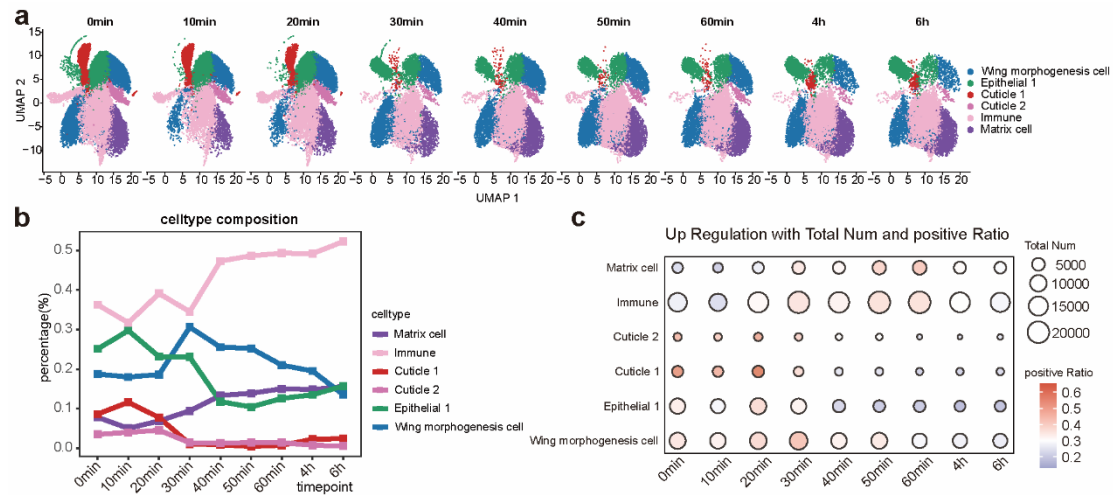 a
0min 10min 20min 30min 40min 50min 60min 4h 6h
UMAP 2
15
10
5
0
−5
−10
−5 0 5 10 15 20 −5 0 5 10 15 20 −5 0 5 10 15 20 −5 0 5 10 15 20 −5 0 5 10 15 20 −5 0 5 10 15 20 −5 0 5 10 15 20 −5 0 5 10 15 20 −5 0 5 10 15 20
UMAP 1
Wing morphogenesis cell
Epithelial 1
Cuticle 1
Cuticle 2
Immune
Matrix cell
b
celltype composition
percentage(%)
0.5
0.4
0.3
0.2
0.1
0.0
0min 10min 20min 30min 40min 50min 60min 4h 6h
timepoint
celltype
Matrix cell
Immune
Cuticle 1
Cuticle 2
Epithelial 1
Wing morphogenesis cell
c
Up Regulation with Total Num and positive Ratio
Matrix cell
Immune
Cuticle 2
Cuticle 1
Epithelial 1
Wing morphogenesis cell
0min 10min 20min 30min 40min 50min 60min 4h 6h
Total Num
5000
10000
15000
20000
positive Ratio
0.6
0.5
0.4
0.3
0.2